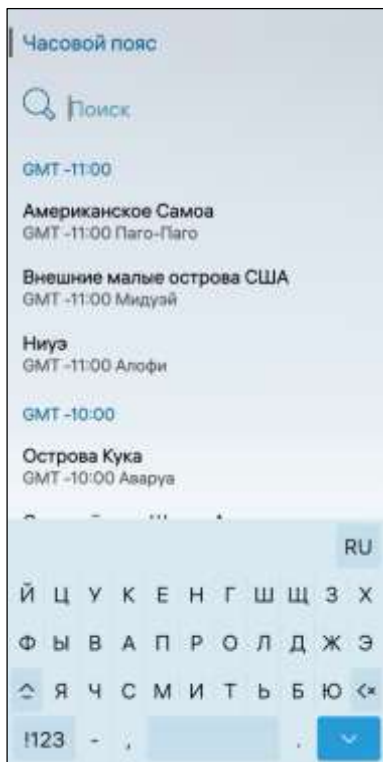 Часовой пояс
Поиск
GMT -11:00
Американское Самоа
GMT -11:00 Паго-Паго
Внешние малые острова США
GMT -11:00 Мидуэй
Ниуэ
GMT -11:00 Алофи
GMT -10:00
Острова Кука
GMT -10:00 Аваруа
RU
Й Ц У К Е Н Г Ш Щ З Х
Ф Ы В А П Р О Л Д Ж Э
Я Ч С М И Т Ь Б Ю
!123 - , .